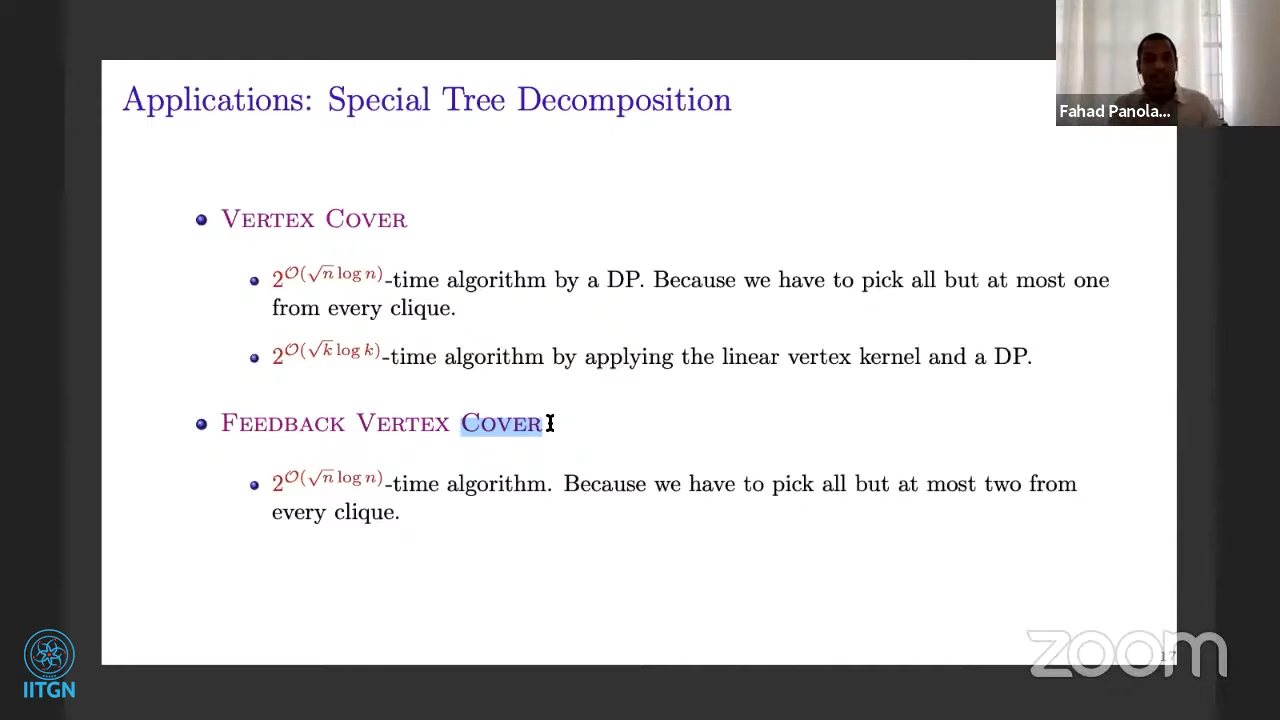 Applications: Special Tree Decomposition
Fahad Panola...
VERTEX COVER
2^{O(√n log n)}-time algorithm by a DP. Because we have to pick all but at most one
from every clique.
2^{O(√k log k)}-time algorithm by applying the linear vertex kernel and a DP.
FEEDBACK VERTEX COVER
2^{O(√n log n)}-time algorithm. Because we have to pick all but at most two from
every clique.
IITGN
zoom
17